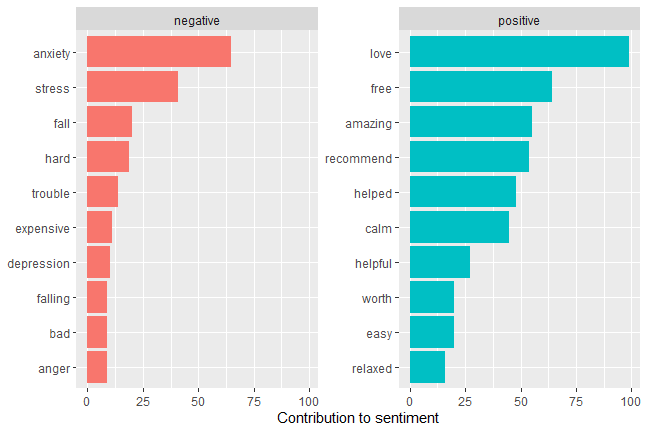 negative
anxiety
stress
fall
hard
trouble
expensive
depression
falling
bad
anger
0 25 50 75 100
positive
love
free
amazing
recommend
helped
calm
helpful
worth
easy
relaxed
0 25 50 75 100
Contribution to sentiment